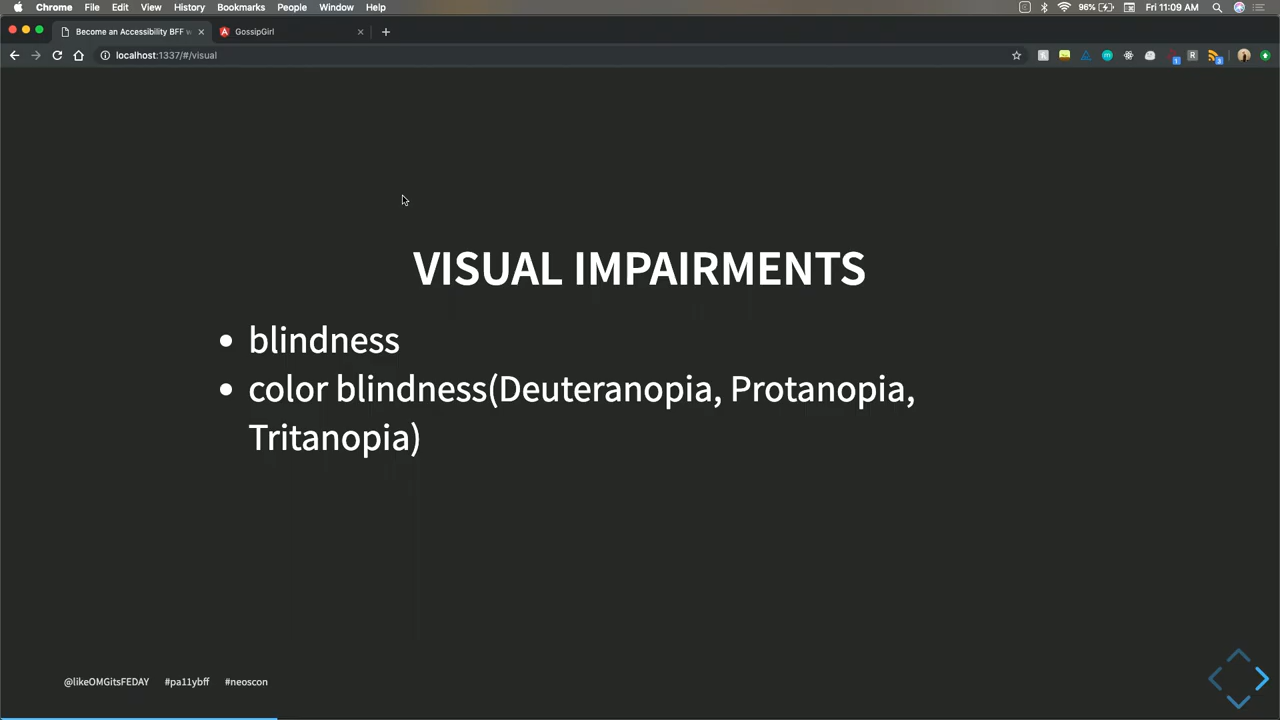 Chrome File Edit View History Bookmarks People Window Help 96% Fri 11:09 AM
Become an Accessibility BFF GossipGirl
localhost:1337/#/visual
VISUAL IMPAIRMENTS
• blindness
• color blindness(Deuteranopia, Protanopia,
Tritanopia)
@likeOMGitsFEDAY #pa11ybff #neoscon